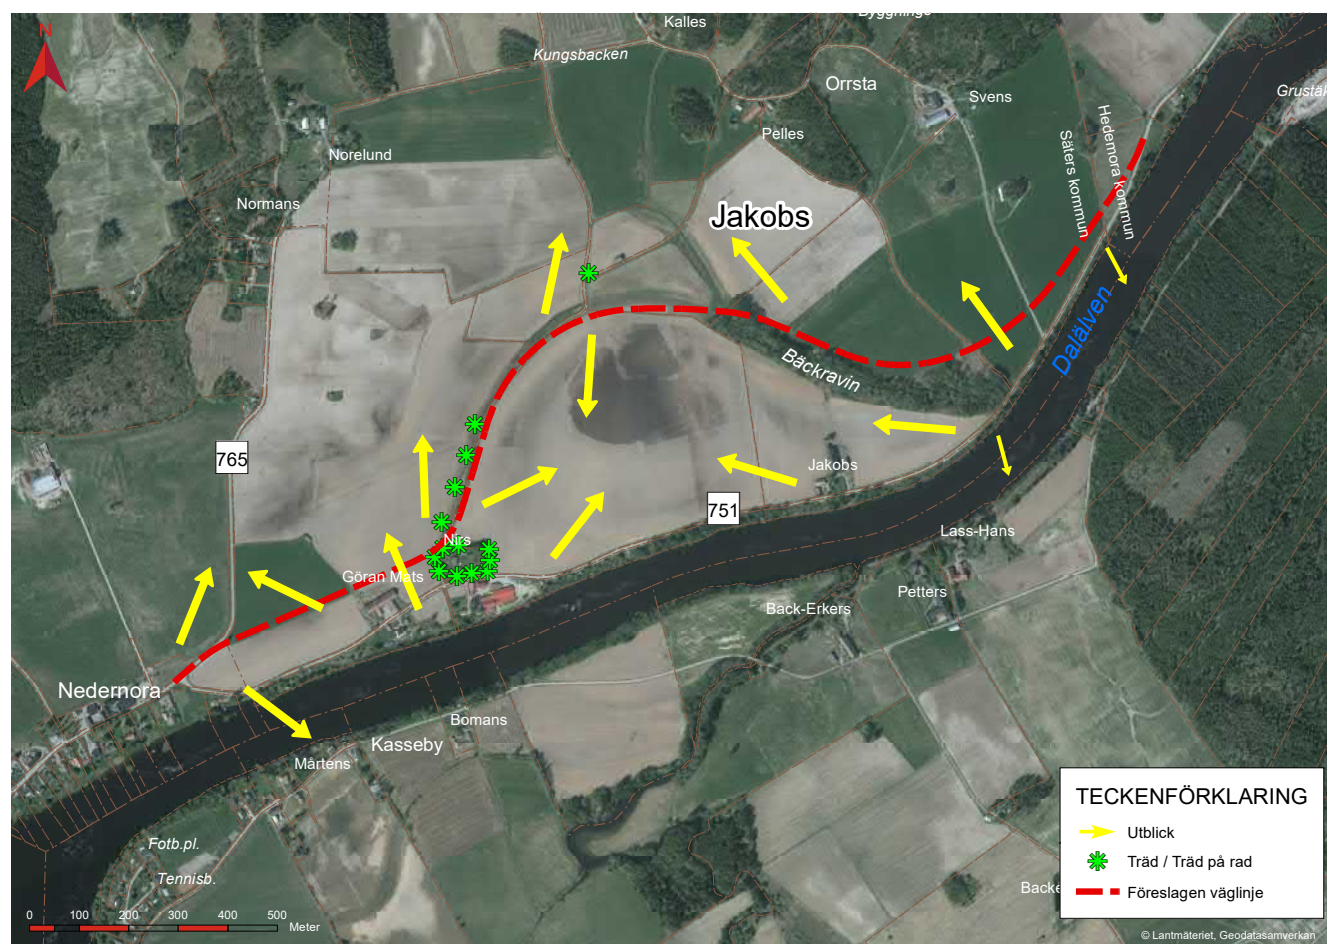 N
Kalles
Kungsbacken
Orrsta
Svens
Pelles
Norelund
Normans
Hedemora kommun
Säters kommun
Jakobs
Dalälven
Bäckravin
765
Jakobs
751
Lass-Hans
Nirs
Göran Mats
Petters
Back-Erkers
Nedernora
Bomans
Kasseby
Mårtens
Fotb.pl.
Tennisb.
0 100 200 300 400 500
Meter
TECKENFÖRKLARING
Utblick
Träd / Träd på rad
Föreslagen väglinje
© Lantmäteriet, Geodatasamverkan